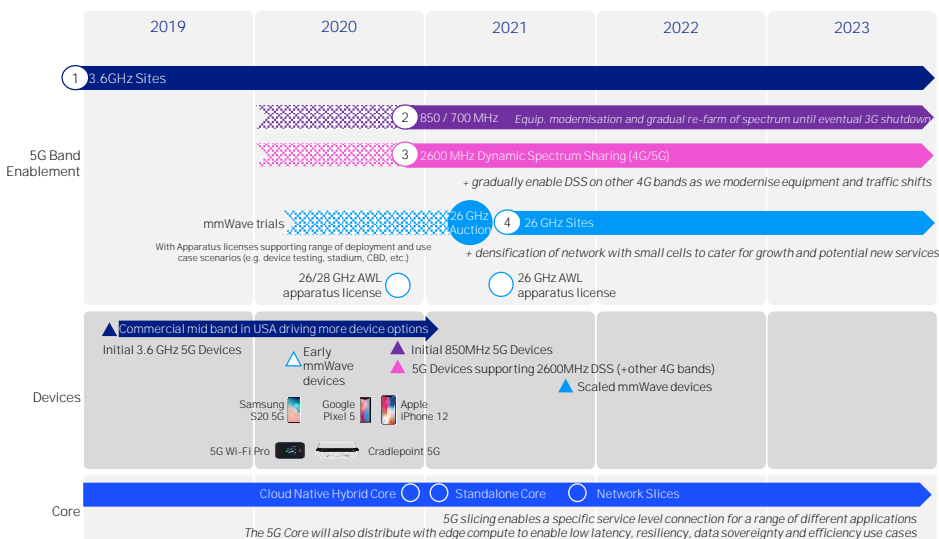 2019
2020
2021
2022
2023
5G Band
Enablement
1
3.6GHz Sites
2
850 / 700 MHz
Equip. modernisation and gradual re-farm of spectrum until eventual 3G shutdown
3
2600 MHz Dynamic Spectrum Sharing (4G/5G)
+ gradually enable DSS on other 4G bands as we modernise equipment and traffic shifts
mmWave trials
26 GHz
Auction
4
26 GHz Sites
With Apparatus licenses supporting range of deployment and use
case scenarios (e.g. device testing, stadium, CBD, etc.)
+ densification of network with small cells to cater for growth and potential new services
26/28 GHz AWL
apparatus license
26 GHz AWL
apparatus license
Devices
Commercial mid band in USA driving more device options
Initial 3.6 GHz 5G Devices
Early
mmWave
devices
Initial 850MHz 5G Devices
5G Devices supporting 2600MHz DSS (+other 4G bands)
Scaled mmWave devices
Samsung
S20 5G
Google
Pixel 5
Apple
iPhone 12
5G Wi-Fi Pro
Cradlepoint 5G
Core
Cloud Native Hybrid Core
Standalone Core
Network Slices
5G slicing enables a specific service level connection for a range of different applications
The 5G Core will also distribute with edge compute to enable low latency, resiliency, data sovereignty and efficiency use cases